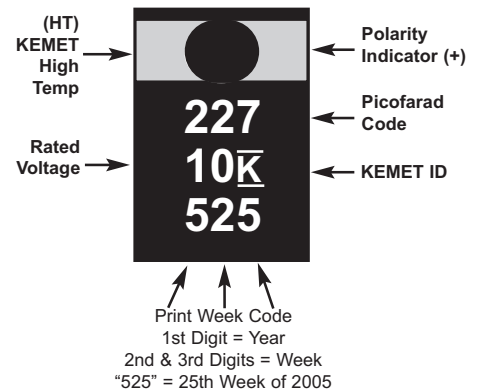 (HT)
KEMET
High
Temp
Polarity
Indicator (+)
227
Picofarad
Code
Rated
Voltage
10K
KEMET ID
525
Print Week Code
1st Digit = Year
2nd & 3rd Digits = Week
“525” = 25th Week of 2005